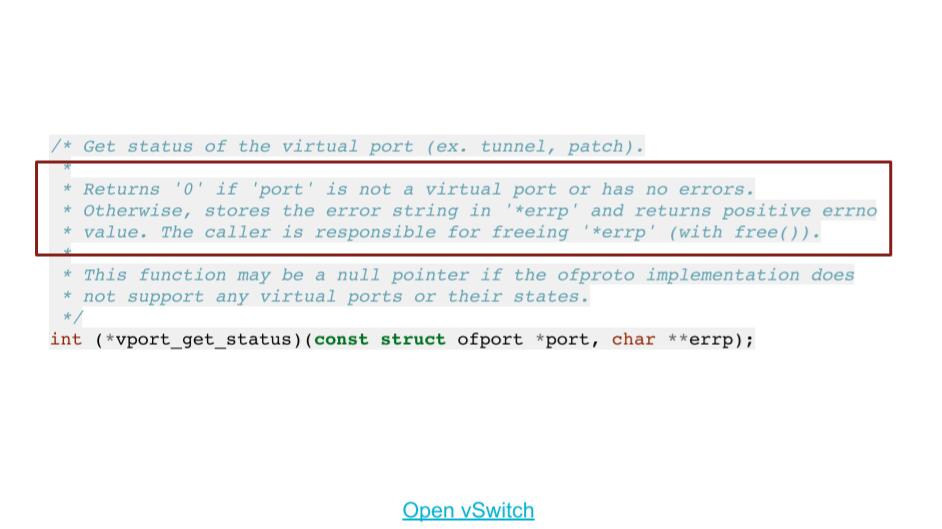 /* Get status of the virtual port (ex. tunnel, patch).
 *
 * Returns '0' if 'port' is not a virtual port or has no errors.
 * Otherwise, stores the error string in '*errp' and returns positive errno
 * value. The caller is responsible for freeing '*errp' (with free()).
 *
 * This function may be a null pointer if the ofproto implementation does
 * not support any virtual ports or their states.
 */
int (*vport_get_status)(const struct ofport *port, char **errp);
Open vSwitch